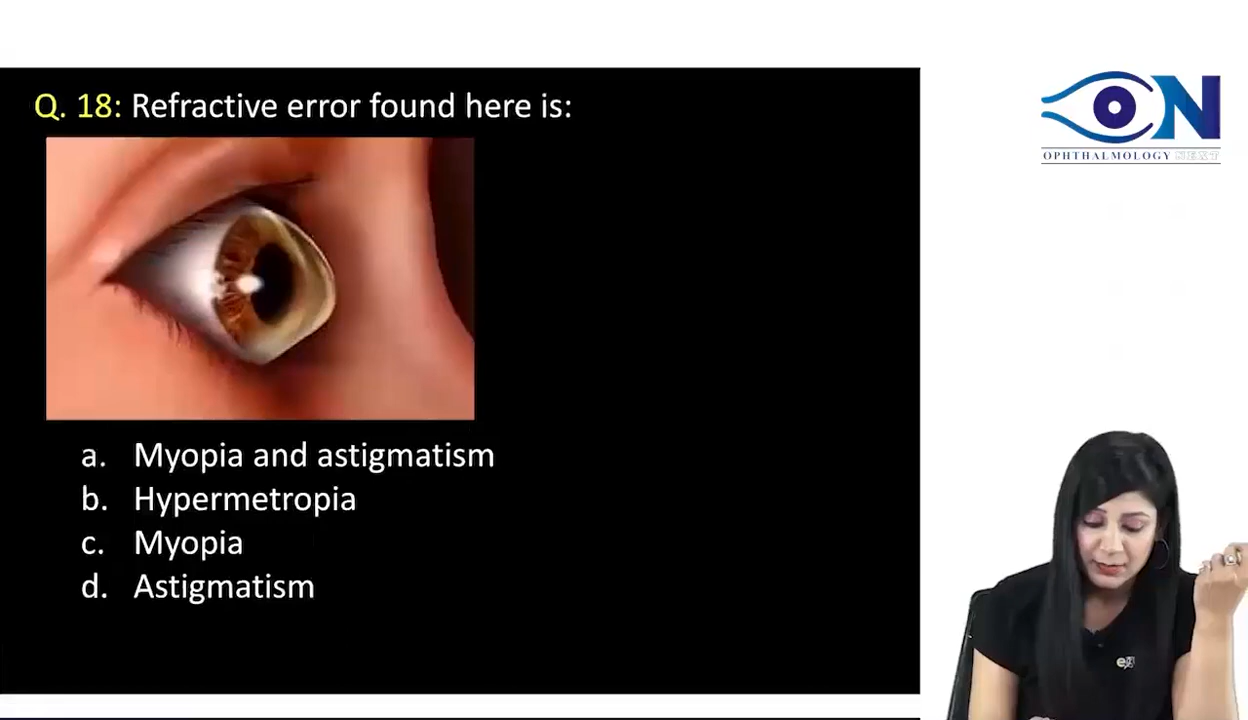 Q. 18: Refractive error found here is:
a. Myopia and astigmatism
b. Hypermetropia
c. Myopia
d. Astigmatism
ON
OPHTHALMOLOGY NEXT